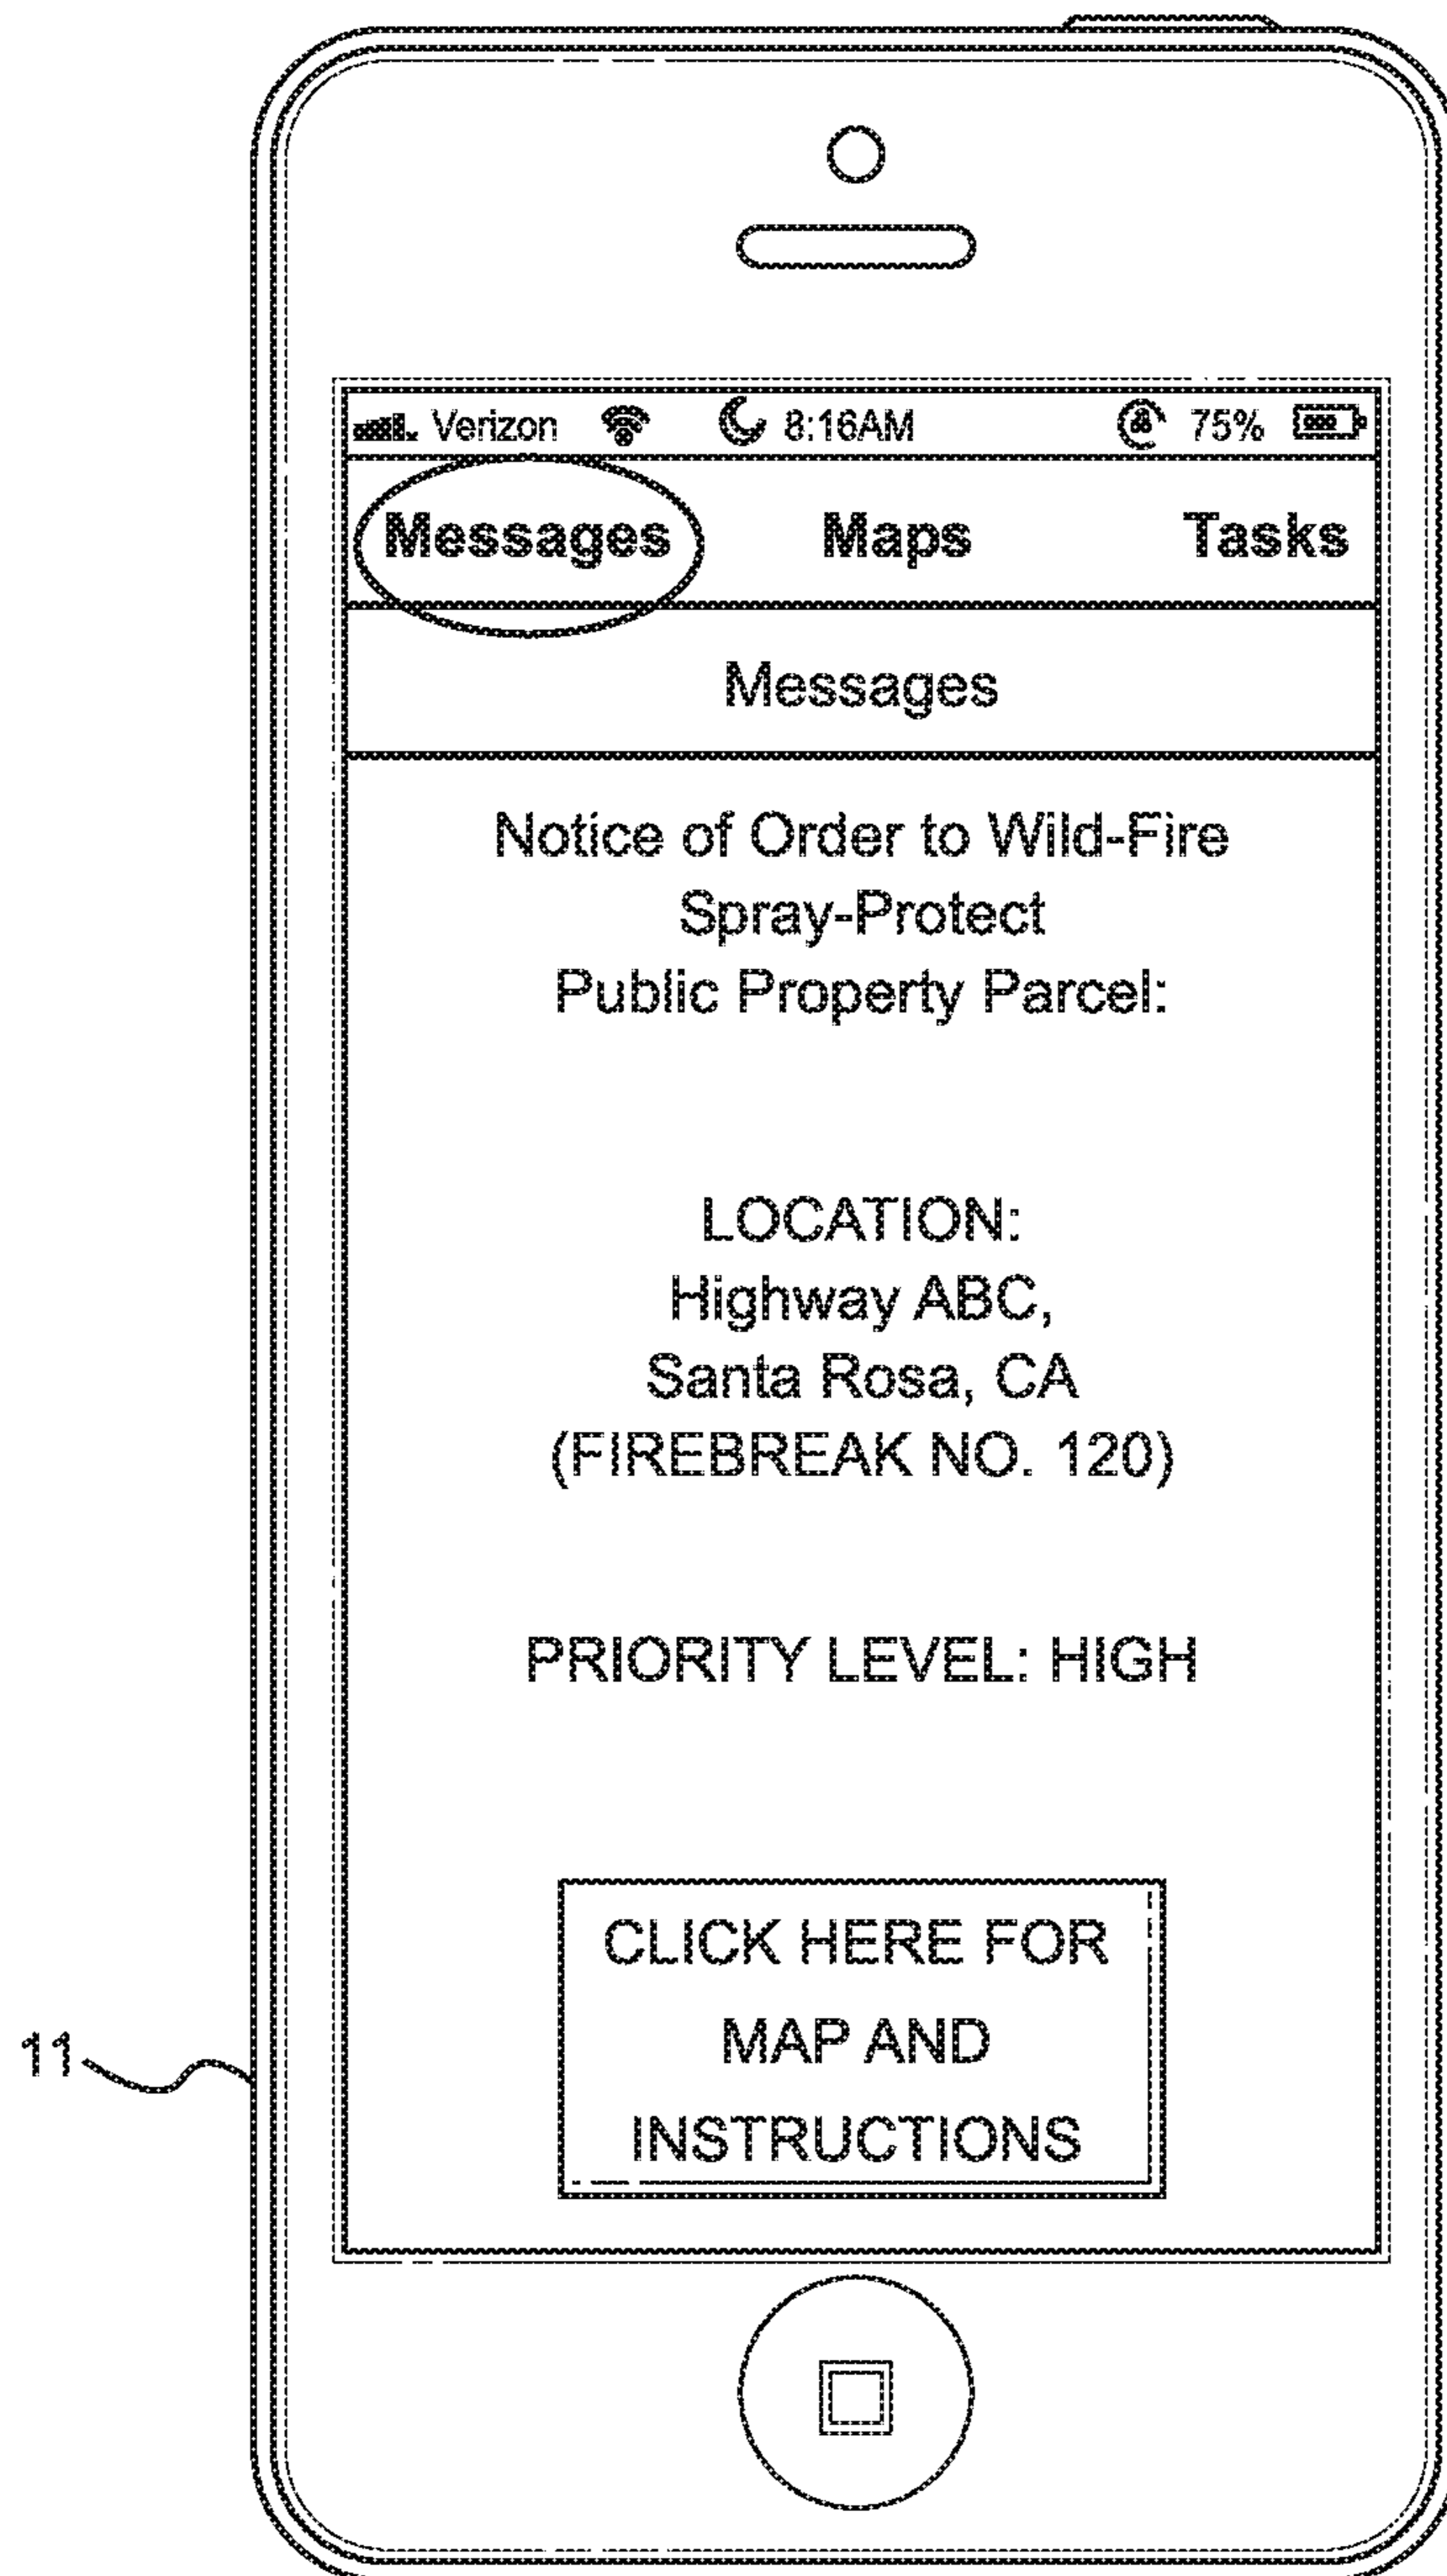 Verizon 8:16AM 75%
Messages Maps Tasks
Messages
Notice of Order to Wild-Fire
Spray-Protect
Public Property Parcel:
LOCATION:
Highway ABC,
Santa Rosa, CA
(FIREBREAK NO. 120)
PRIORITY LEVEL: HIGH
CLICK HERE FOR
MAP AND
INSTRUCTIONS
11